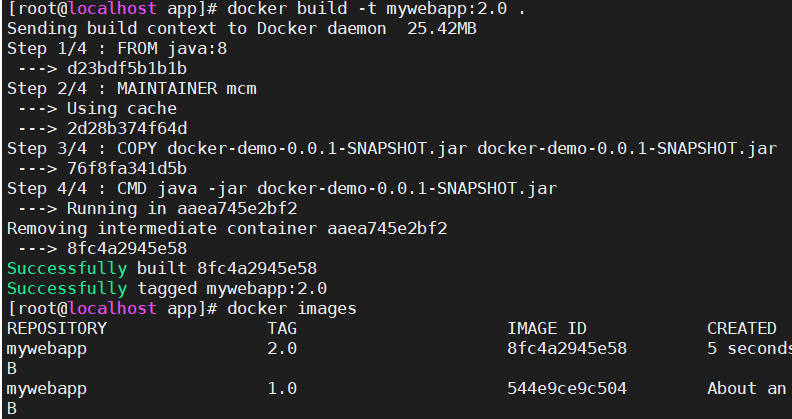 [root@localhost app]# docker build -t mywebapp:2.0 .
Sending build context to Docker daemon  25.42MB
Step 1/4 : FROM java:8
 ---> d23bdf5b1b1b
Step 2/4 : MAINTAINER mcm
 ---> Using cache
 ---> 2d28b374f64d
Step 3/4 : COPY docker-demo-0.0.1-SNAPSHOT.jar docker-demo-0.0.1-SNAPSHOT.jar
 ---> 76f8fa341d5b
Step 4/4 : CMD java -jar docker-demo-0.0.1-SNAPSHOT.jar
 ---> Running in aaea745e2bf2
Removing intermediate container aaea745e2bf2
 ---> 8fc4a2945e58
Successfully built 8fc4a2945e58
Successfully tagged mywebapp:2.0
[root@localhost app]# docker images
REPOSITORY TAG IMAGE ID CREATED
mywebapp 2.0 8fc4a2945e58 5 seconds
B
mywebapp 1.0 544e9ce9c504 About an
B